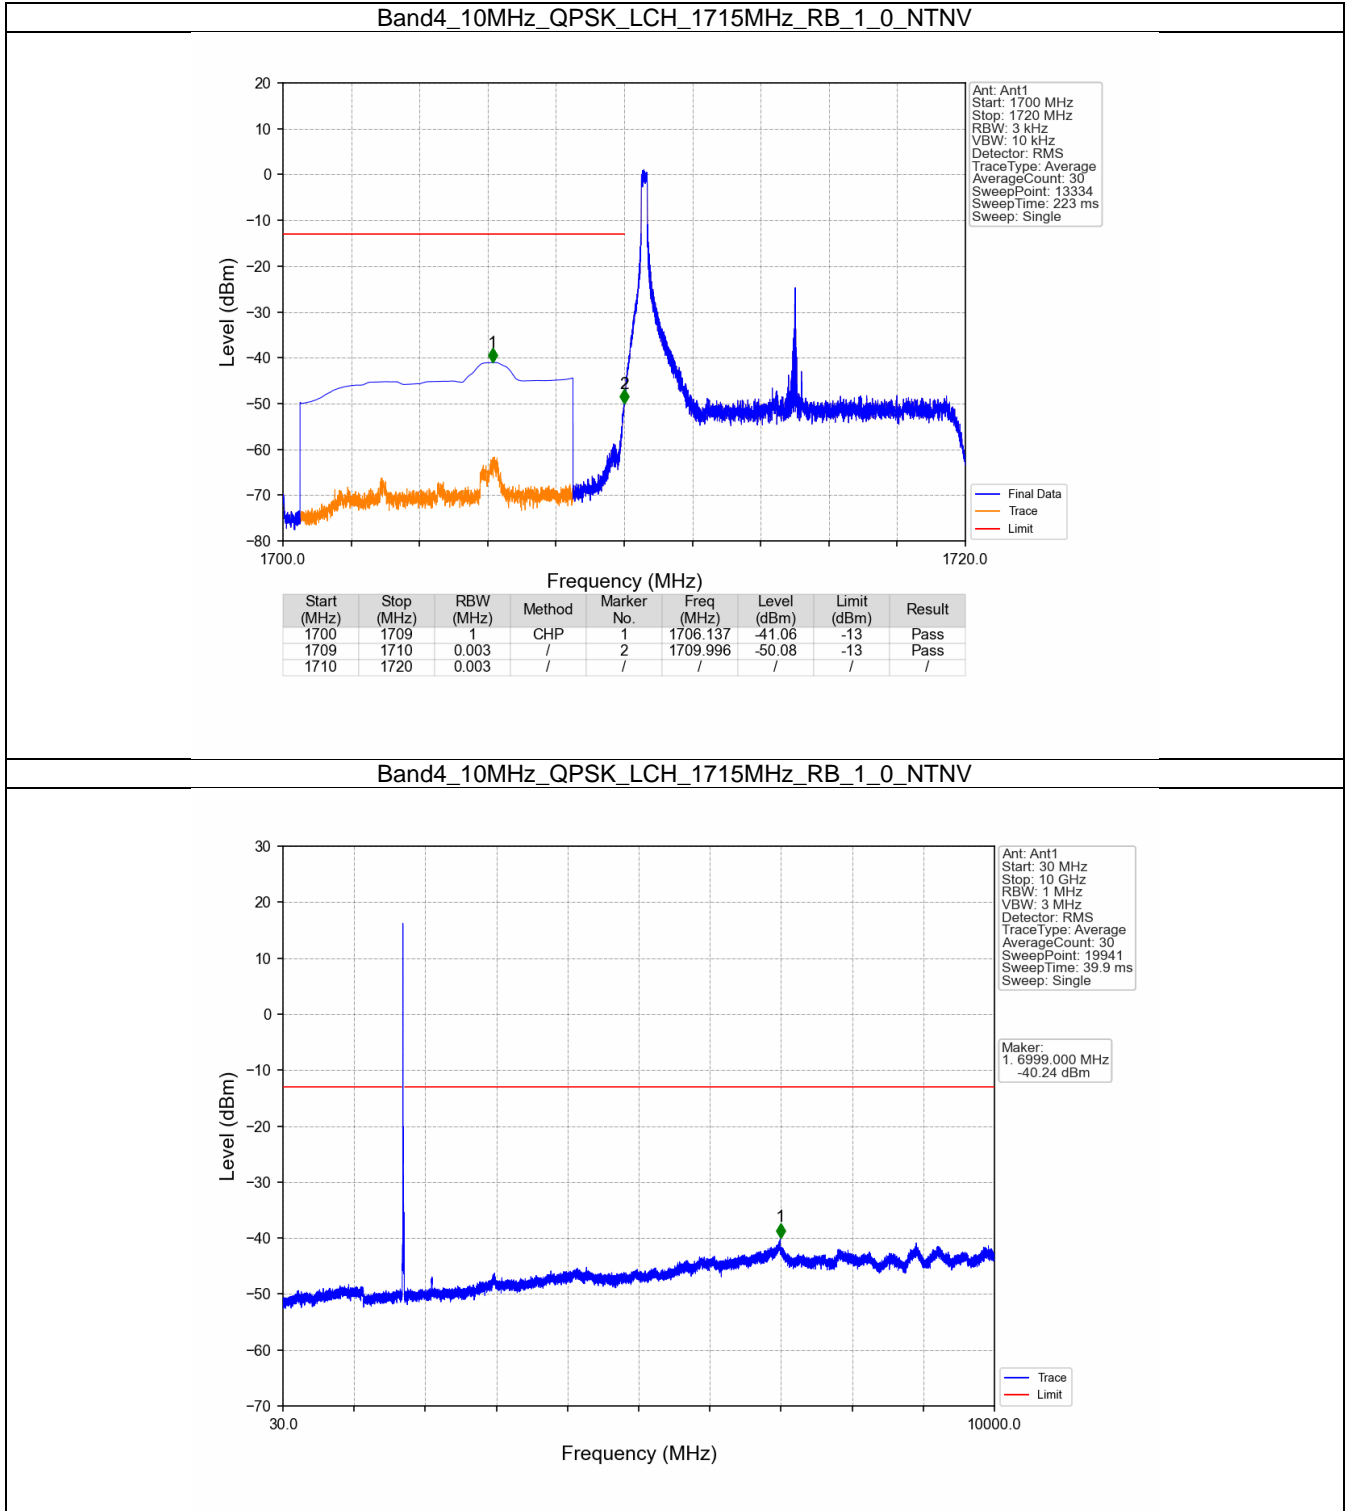 Band4_10MHz_QPSK_LCH_1715MHz_RB_1_0_NTNV
20
10
0
−10
−20
−30
−40
−50
−60
−70
−80
Level (dBm)
1
2
1700.0
1720.0
Frequency (MHz)
Ant: Ant1
Start: 1700 MHz
Stop: 1720 MHz
RBW: 3 kHz
VBW: 10 kHz
Detector: RMS
TraceType: Average
AverageCount: 30
SweepPoint: 13334
SweepTime: 223 ms
Sweep: Single
Final Data
Trace
Limit
Start (MHz) Stop (MHz) RBW (MHz) Method Marker No. Freq (MHz) Level (dBm) Limit (dBm) Result
1700 1709 1 CHP 1 1706.137 -41.06 -13 Pass
1709 1710 0.003 / 2 1709.996 -50.08 -13 Pass
1710 1720 0.003 / / / / / /
Band4_10MHz_QPSK_LCH_1715MHz_RB_1_0_NTNV
30
20
10
0
−10
−20
−30
−40
−50
−60
−70
Level (dBm)
1
30.0
10000.0
Frequency (MHz)
Ant: Ant1
Start: 30 MHz
Stop: 10 GHz
RBW: 1 MHz
VBW: 3 MHz
Detector: RMS
TraceType: Average
AverageCount: 30
SweepPoint: 19941
SweepTime: 39.9 ms
Sweep: Single
Maker:
1. 6999.000 MHz
-40.24 dBm
Trace
Limit